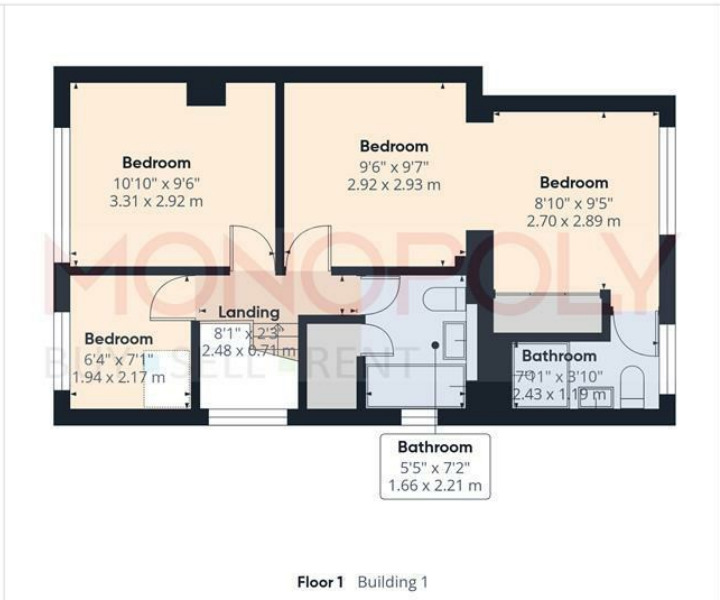 Bedroom
10'10" x 9'6"
3.31 x 2.92 m
Bedroom
9'6" x 9'7"
2.92 x 2.93 m
Bedroom
8'10" x 9'5"
2.70 x 2.89 m
MONOPOLY
BUY SELL RENT
Landing
8'1" x 2'3"
2.48 x 0.71 m
Bedroom
6'4" x 7'1"
1.94 x 2.17 m
Bathroom
7'11" x 3'10"
2.43 x 1.19 m
Bathroom
5'5" x 7'2"
1.66 x 2.21 m
Floor 1 Building 1